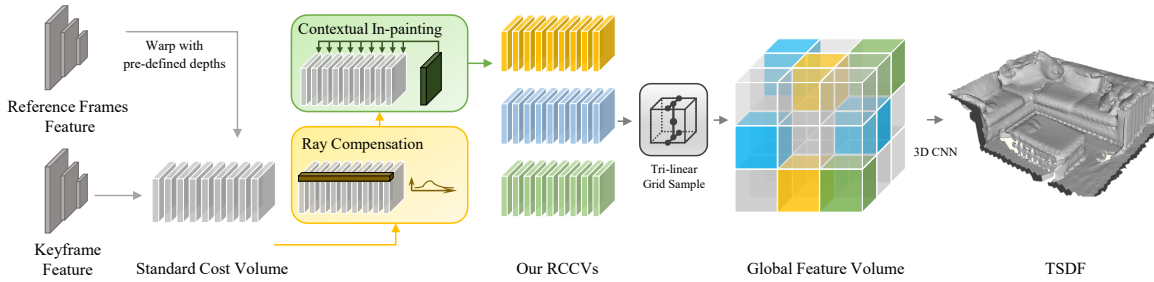 Reference Frames
Feature
Warp with
pre-defined depths
Keyframe
Feature
Standard Cost Volume
Contextual In-painting
Ray Compensation
Our RCCVs
Tri-linear
Grid Sample
Global Feature Volume
3D CNN
TSDF